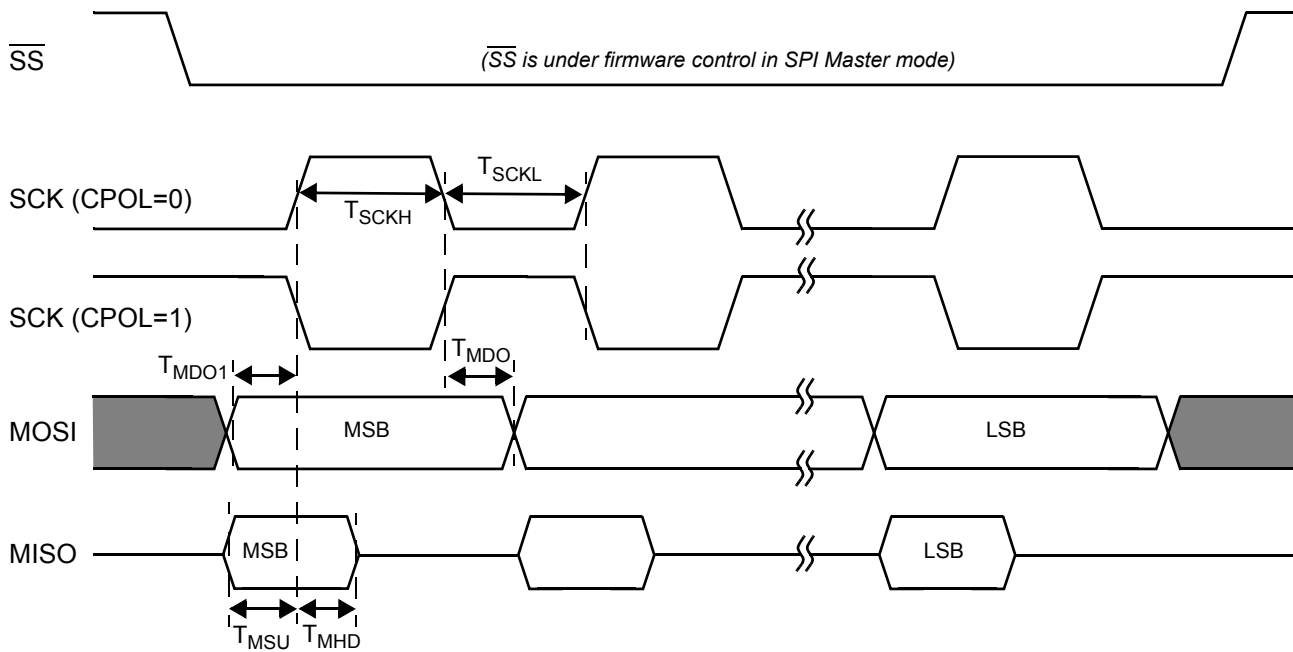 SS
(SS is under firmware control in SPI Master mode)
SCK (CPOL=0)
TSCKH
TSCKL
SCK (CPOL=1)
TMDO1
TMDO
MOSI
MSB
LSB
MISO
MSB
LSB
TMSU
TMHD